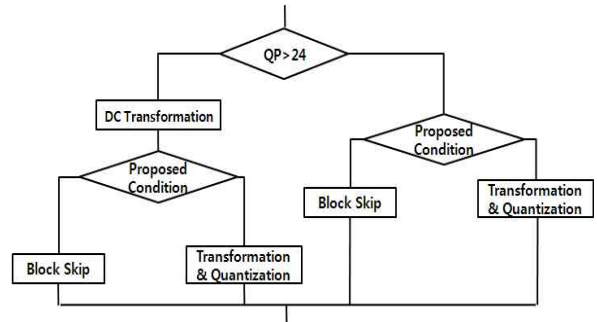 QP>24
DC Transformation
Proposed
Condition
Proposed
Condition
Block Skip
Transformation
& Quantization
Block Skip
Transformation
& Quantization